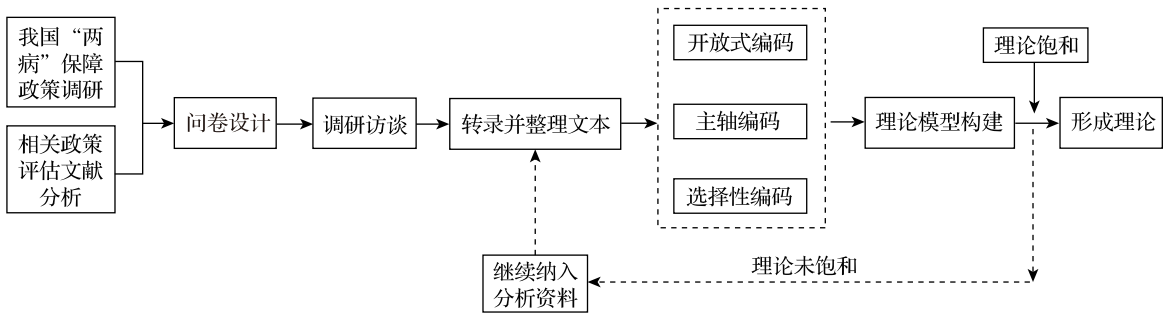 我国“两
病”保障
政策调研
相关政策
评估文献
分析
问卷设计
调研访谈
转录并整理文本
开放式编码
主轴编码
选择性编码
理论模型构建
理论饱和
形成理论
理论未饱和
继续纳入
分析资料